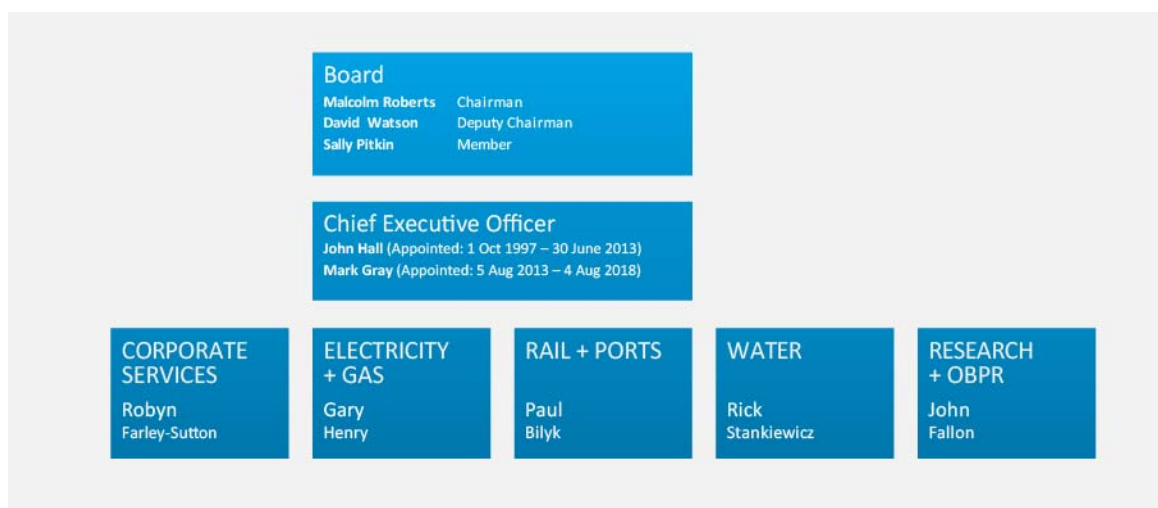 Board
Malcolm Roberts Chairman
David Watson Deputy Chairman
Sally Pitkin Member
Chief Executive Officer
John Hall (Appointed: 1 Oct 1997 – 30 June 2013)
Mark Gray (Appointed: 5 Aug 2013 – 4 Aug 2018)
CORPORATE
SERVICES
Robyn
Farley-Sutton
ELECTRICITY
+ GAS
Gary
Henry
RAIL + PORTS
Paul
Bilyk
WATER
Rick
Stankiewicz
RESEARCH
+ OBPR
John
Fallon